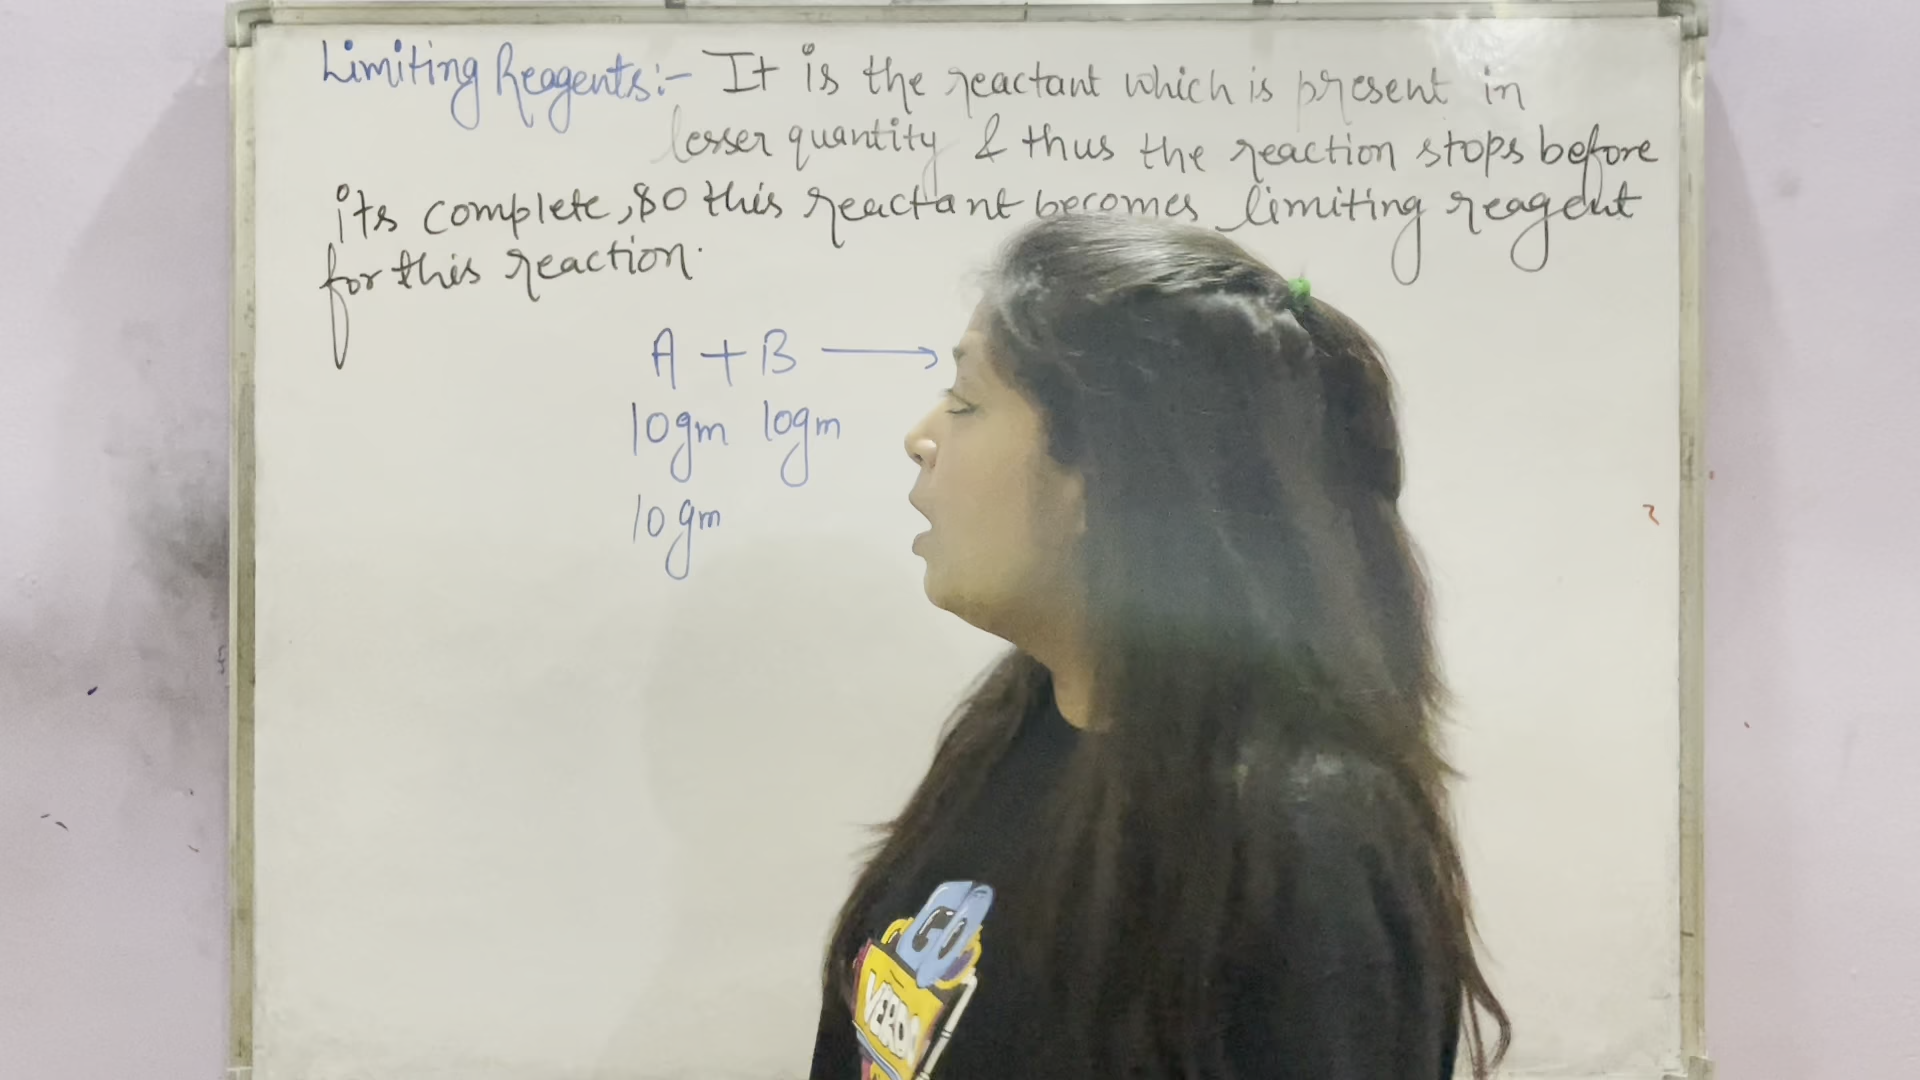 Limiting Reagents:- It is the reactant which is present in
lesser quantity & thus the reaction stops before
its complete, so this reactant becomes limiting reagent
for this reaction.
A + B ⟶
10gm 10gm
10gm
GO